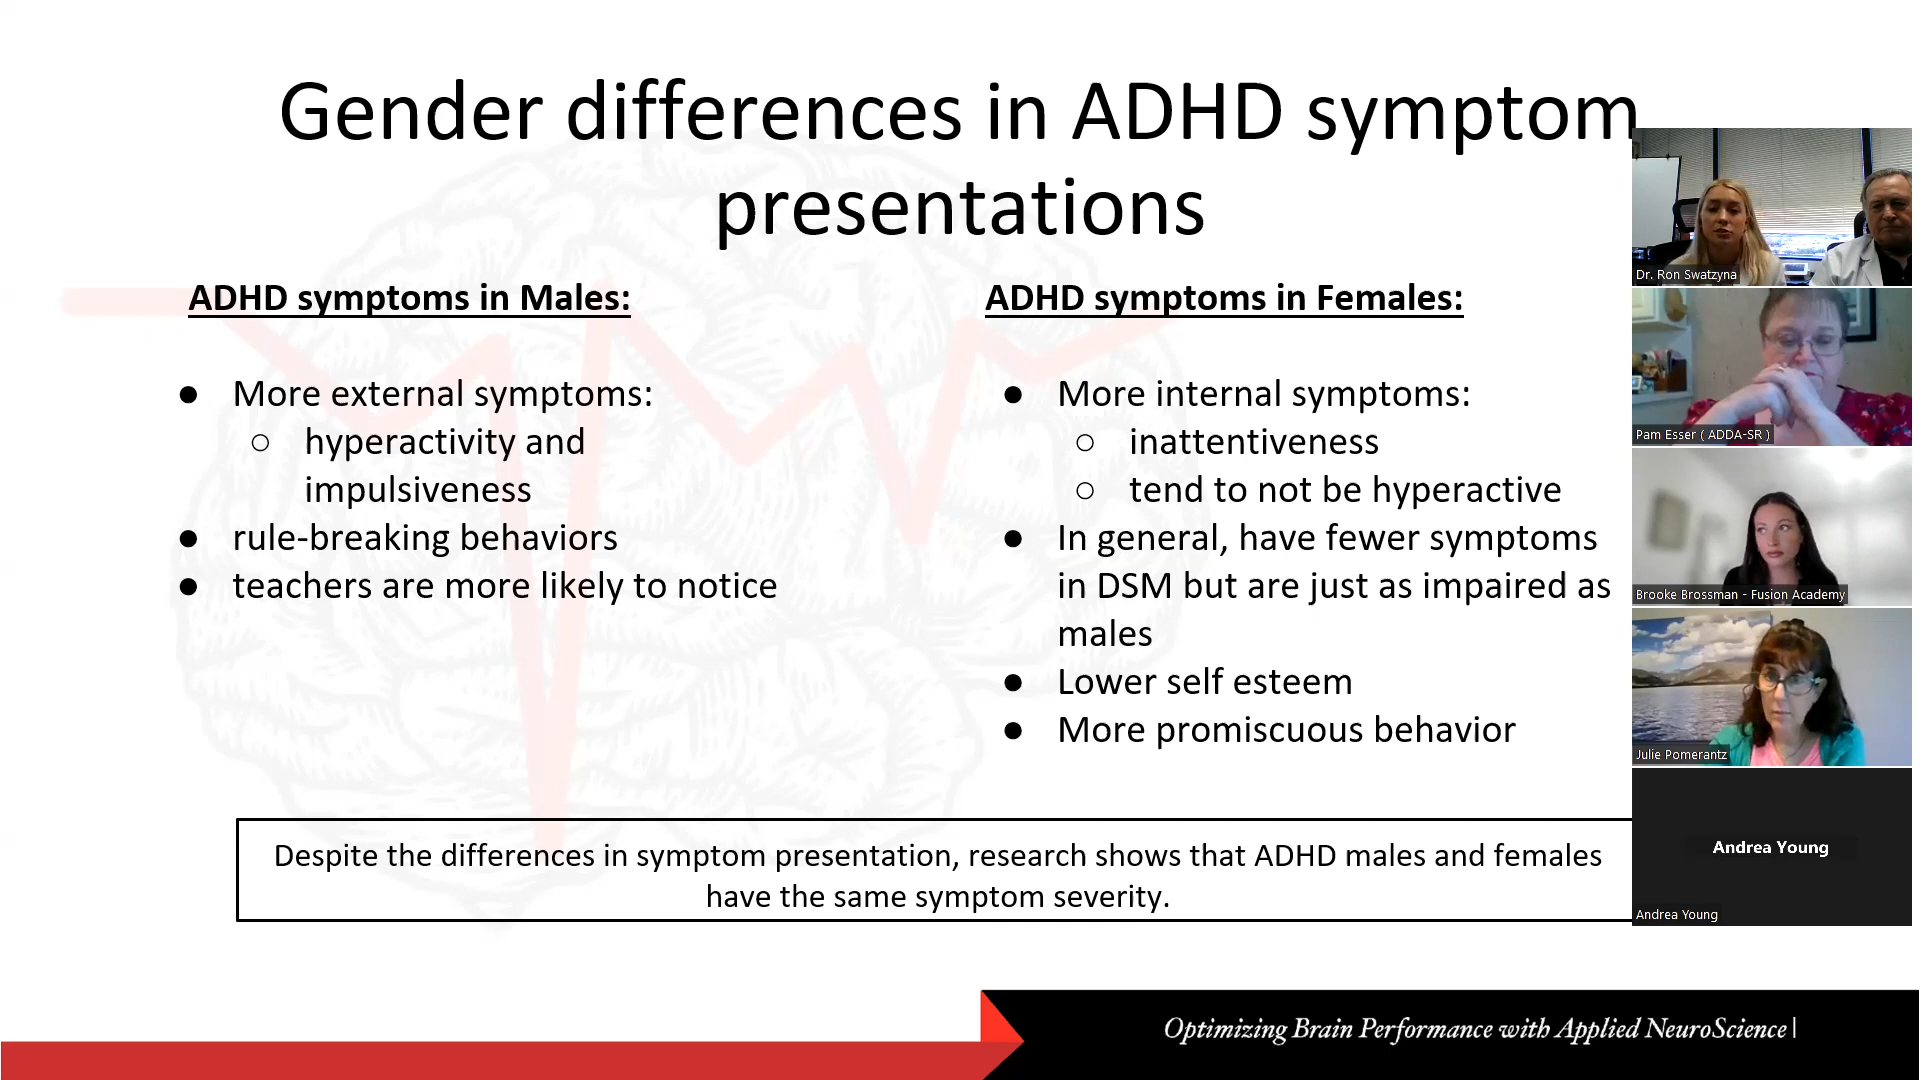 Gender differences in ADHD symptom
presentations
ADHD symptoms in Males:
● More external symptoms:
○ hyperactivity and
impulsiveness
● rule-breaking behaviors
● teachers are more likely to notice
ADHD symptoms in Females:
● More internal symptoms:
○ inattentiveness
○ tend to not be hyperactive
● In general, have fewer symptoms
in DSM but are just as impaired as
males
● Lower self esteem
● More promiscuous behavior
Despite the differences in symptom presentation, research shows that ADHD males and females
have the same symptom severity.
Optimizing Brain Performance with Applied NeuroScience |
Dr. Ron Swatzyna
Pam Esser ( ADDA-SR )
Brooke Brossman - Fusion Academy
Julie Pomerantz
Andrea Young
Andrea Young